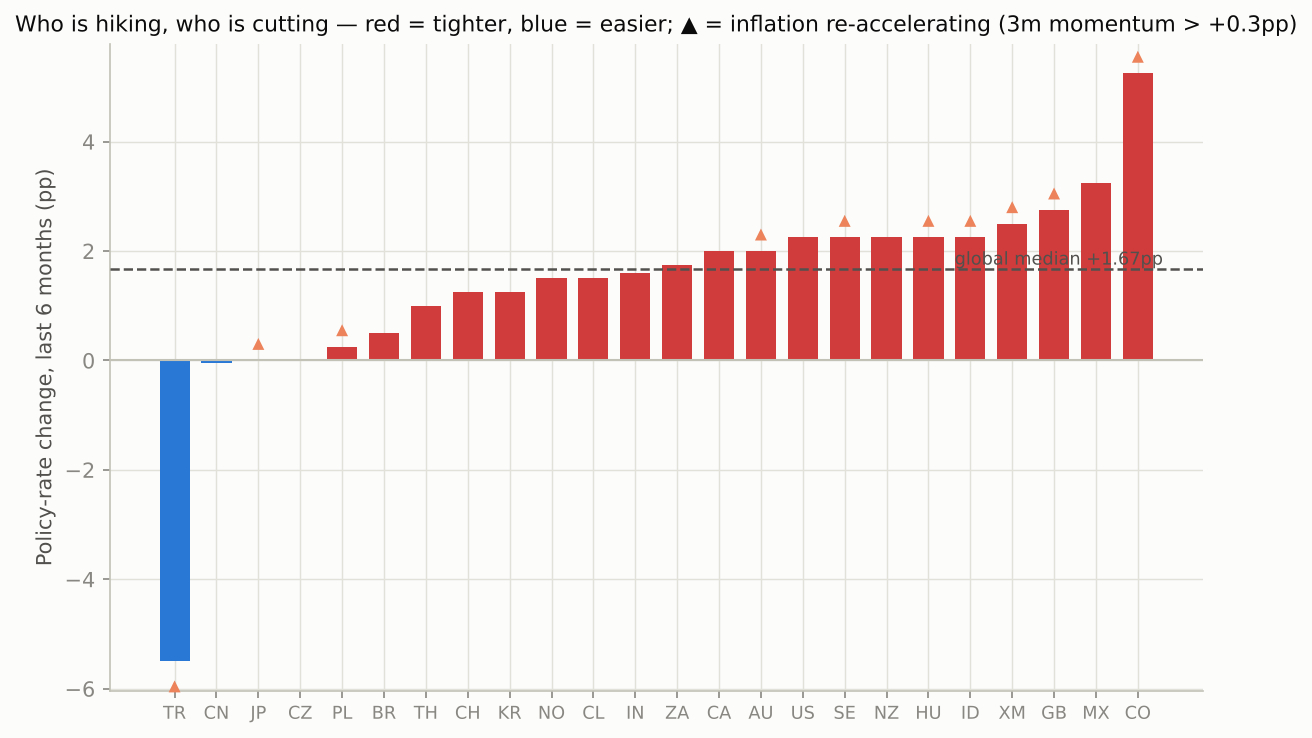 Who is hiking, who is cutting — red = tighter, blue = easier; ▲ = inflation re-accelerating (3m momentum > +0.3pp)
Policy-rate change, last 6 months (pp)
4
2
0
−2
−4
−6
global median +1.67pp
TR CN JP CZ PL BR TH CH KR NO CL IN ZA CA AU US SE NZ HU ID XM GB MX CO